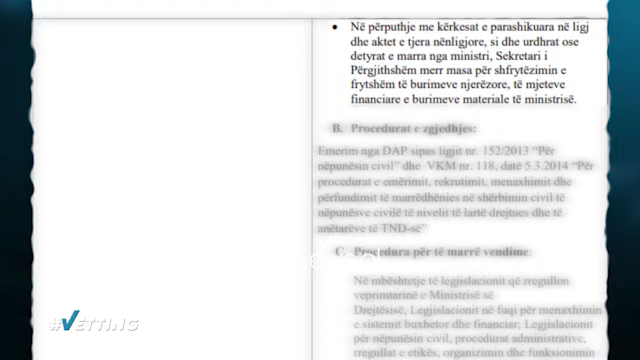 • Në përputhje me kërkesat e parashikuara në ligj
dhe aktet e tjera nënligjore, si dhe urdhrat ose
detyrat e marra nga ministri, Sekretari i
Përgjithshëm merr masa për shfrytëzimin e
frytshëm të burimeve njerëzore, të mjeteve
financiare e burimeve materiale të ministrisë.
B. Procedurat e zgjedhjes:
Emerim nga DAP sipas ligjit nr. 152/2013 “Për
nëpunësin civil” dhe VKM nr. 118, datë 5.3.2014 “Për
procedurat e emërimit, rekrutimit, menaxhimit dhe
përfundimit të marrëdhënies në shërbimin civil të
nëpunësve civilë të nivelit të lartë drejtues dhe të
anëtarëve të TND-së”
C. Procedura për të marrë vendime:
Në mbështetje të legjislacionit që rregullon
veprimtarinë e Ministrisë së
Drejtësisë, Legjislacionit në fuqi për menaxhimin
e sistemit buxhetor dhe financiar; Legjislacionit
për nëpunësin civil, procedurat administrative,
rregullat e etikës, organizimin dhe funksionimin
#VETTING